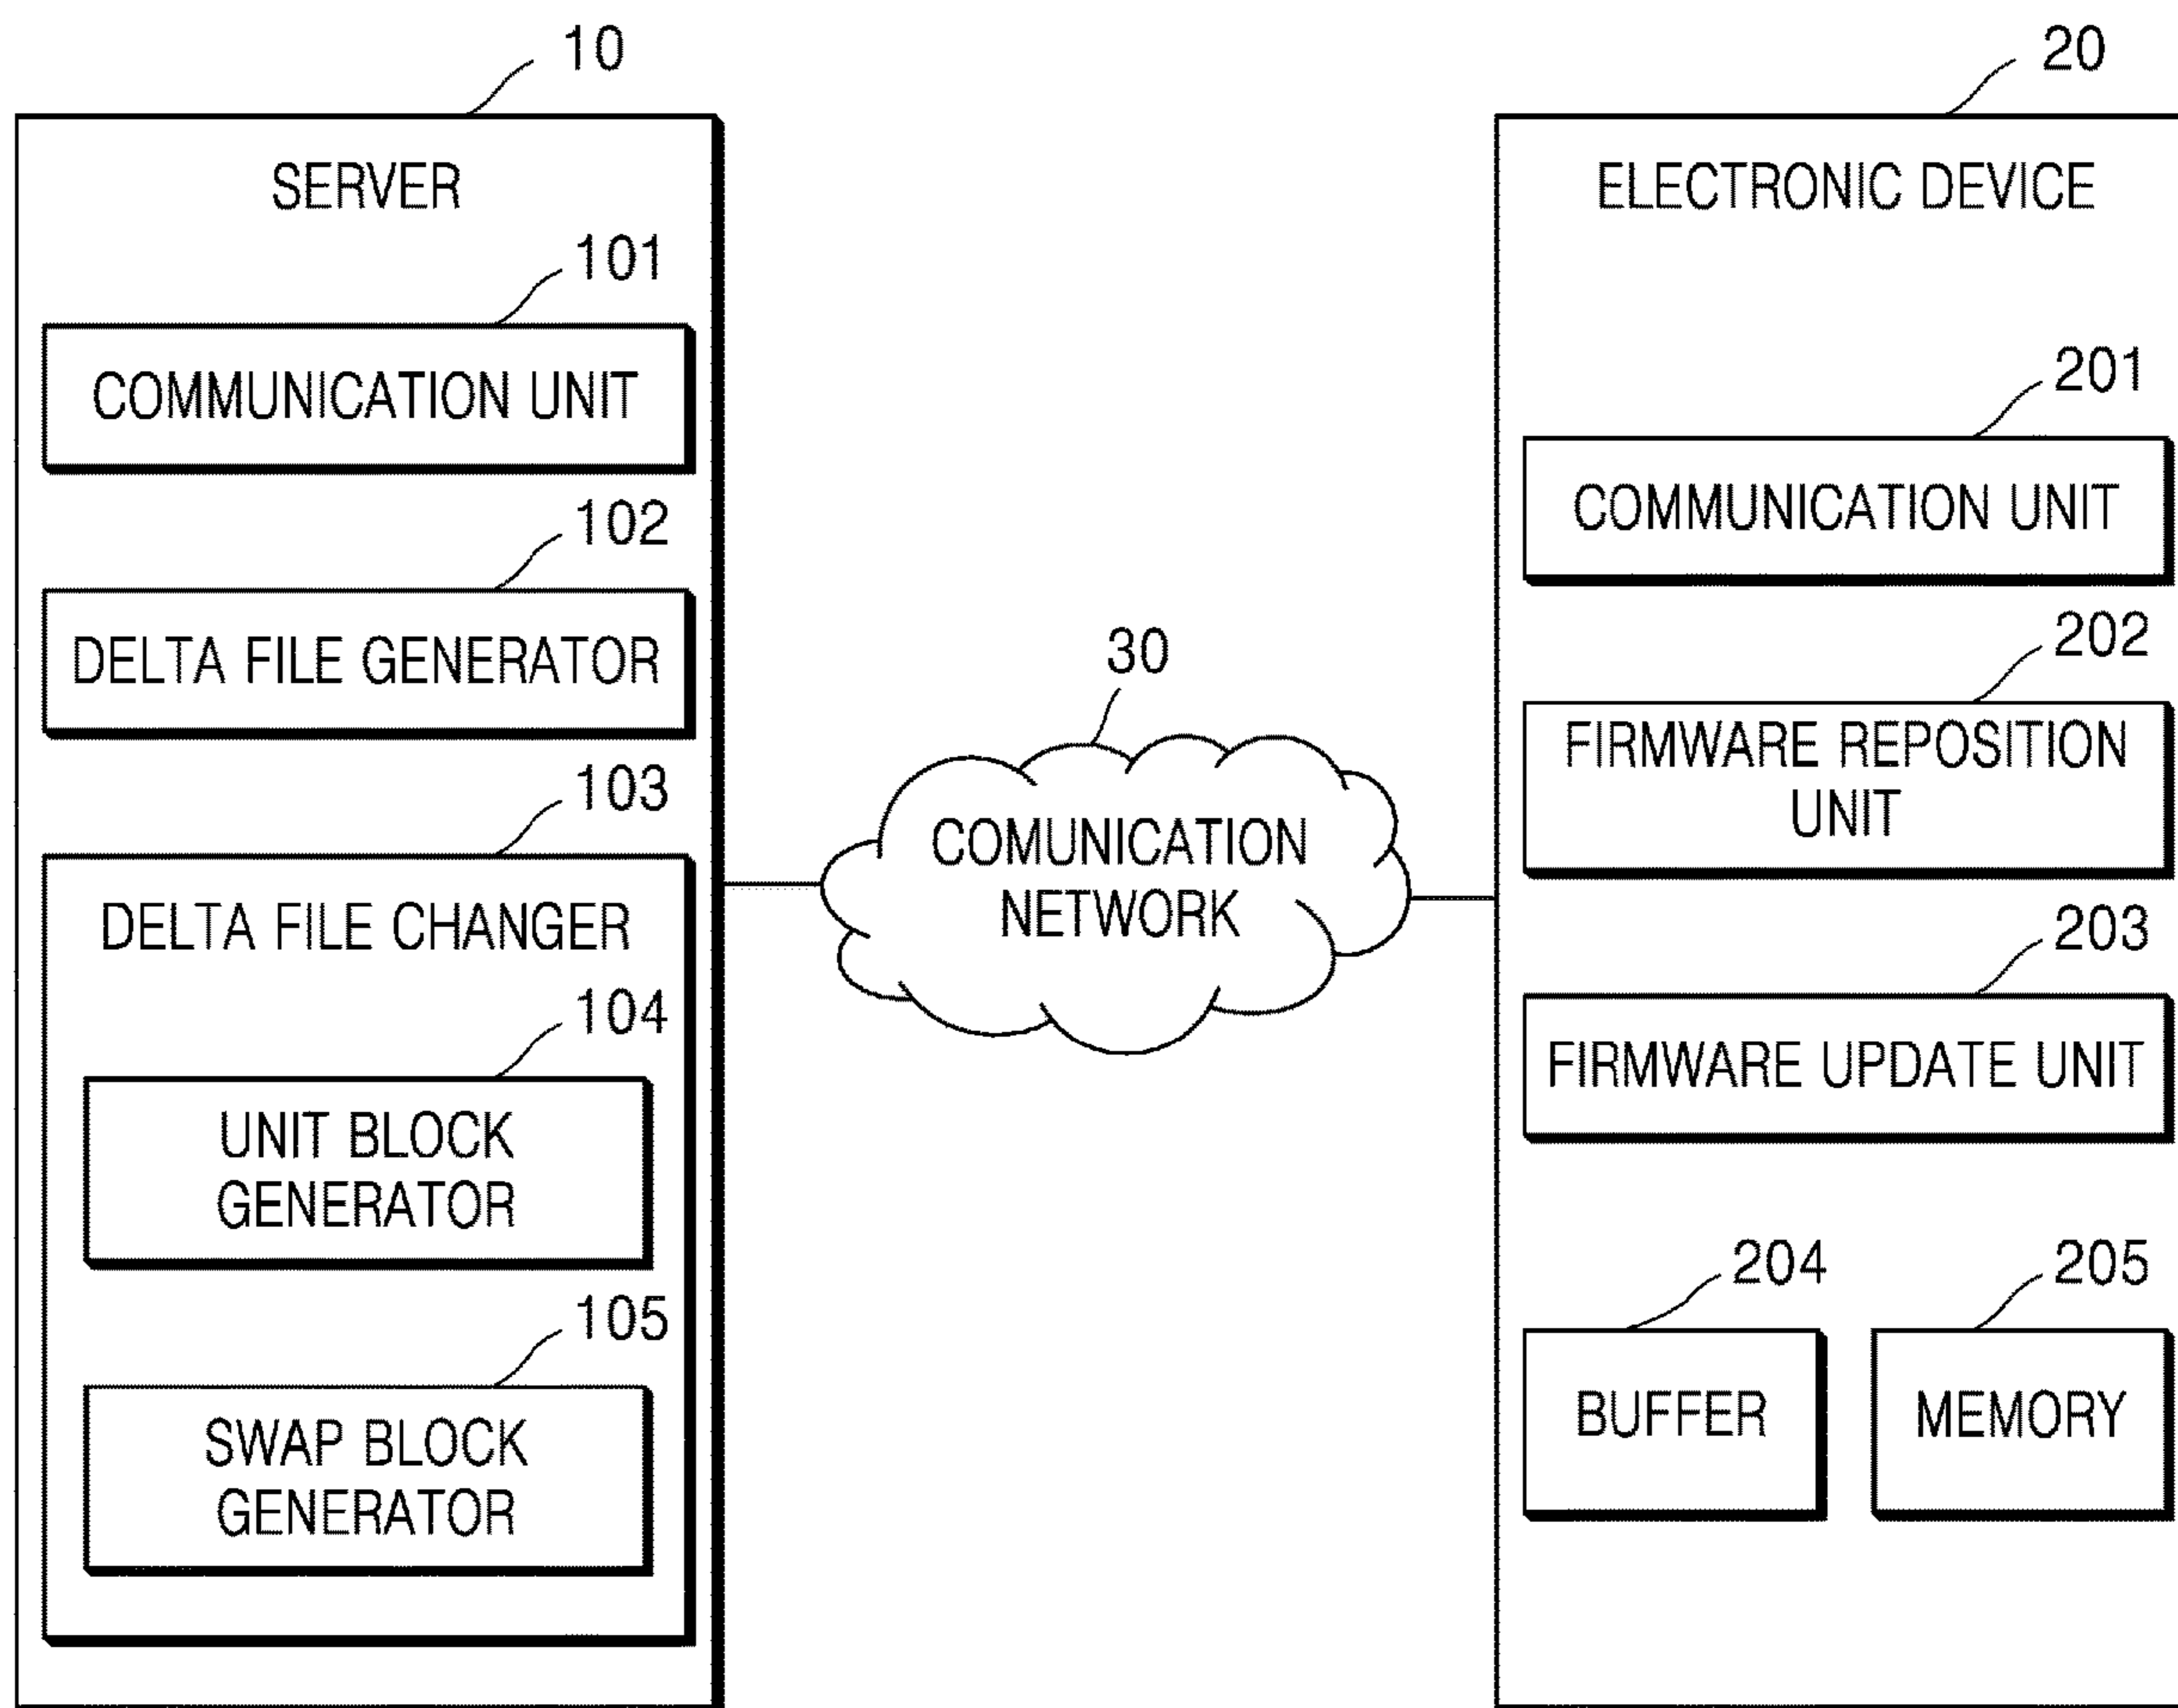 10
SERVER
101
COMMUNICATION UNIT
102
DELTA FILE GENERATOR
103
DELTA FILE CHANGER
104
UNIT BLOCK
GENERATOR
105
SWAP BLOCK
GENERATOR
30
COMUNICATION
NETWORK
20
ELECTRONIC DEVICE
201
COMMUNICATION UNIT
202
FIRMWARE REPOSITION
UNIT
203
FIRMWARE UPDATE UNIT
204
BUFFER
205
MEMORY